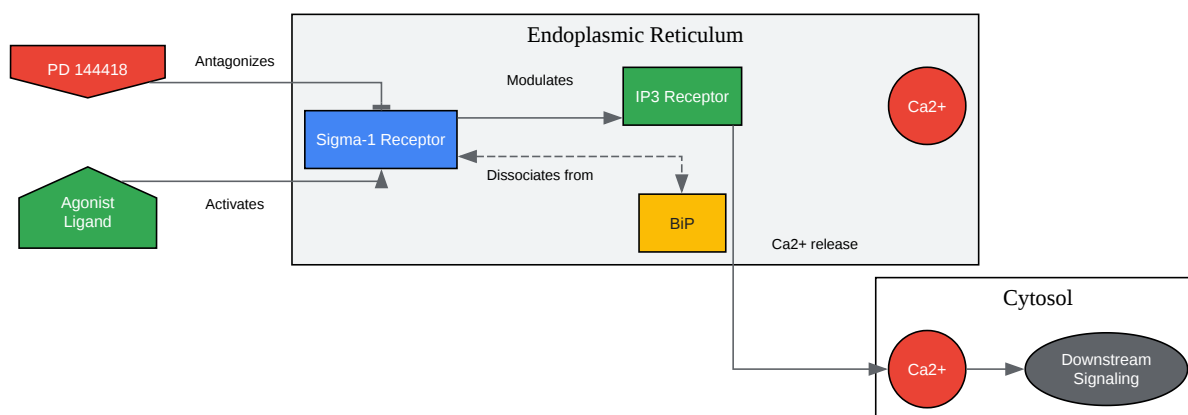 Endoplasmic Reticulum
PD 144418
Antagonizes
Modulates
IP3 Receptor
Ca2+
Sigma-1 Receptor
Dissociates from
Agonist
Ligand
Activates
BiP
Ca2+ release
Cytosol
Ca2+
Downstream
Signaling